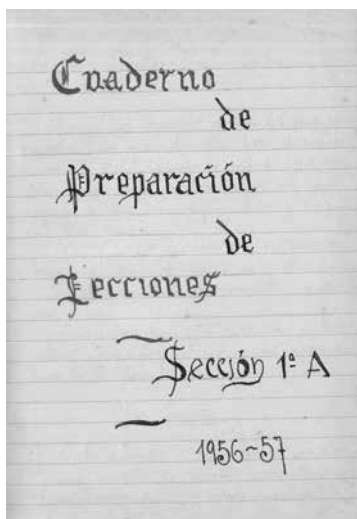 Cuaderno
de
Preparación
de
Lecciones
Sección 1º A
1956-57